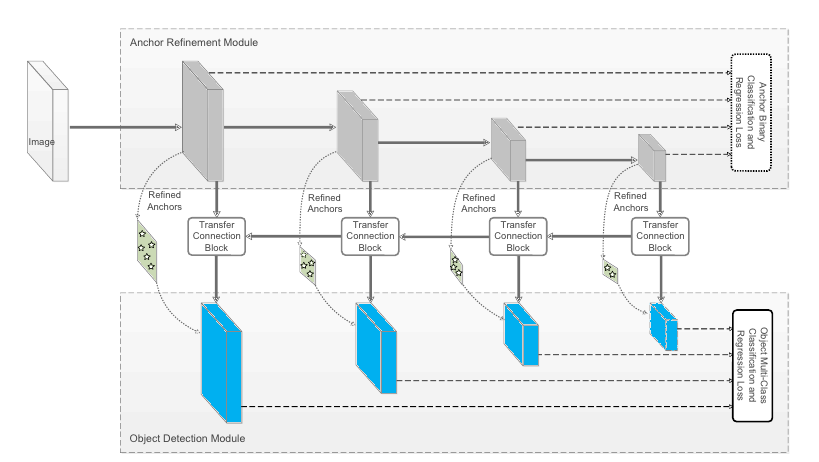 Anchor Refinement Module
Image
Anchor Binary
Classification and
Regression Loss
Refined
Anchors
Refined
Anchors
Refined
Anchors
Refined
Anchors
Transfer
Connection
Block
Transfer
Connection
Block
Transfer
Connection
Block
Transfer
Connection
Block
Object Multi-Class
Classification and
Regression Loss
Object Detection Module